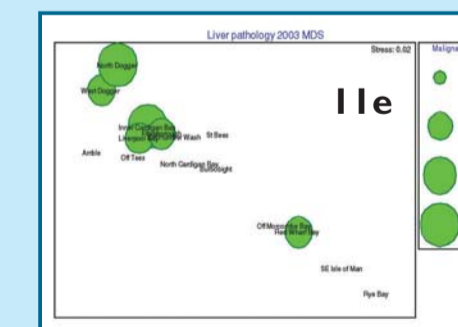 Liver pathology 2003 MDS
Stress: 0.02
Malign
11e
North Dogger
West Dogger
Inner Cardigan Bay
Liverpool Bay
Wash
St Bees
Amble
Off Tees
North Cardigan Bay
Burbo Bight
Off Morecambe Bay
Red Wharf Bay
SE Isle of Man
Rye Bay